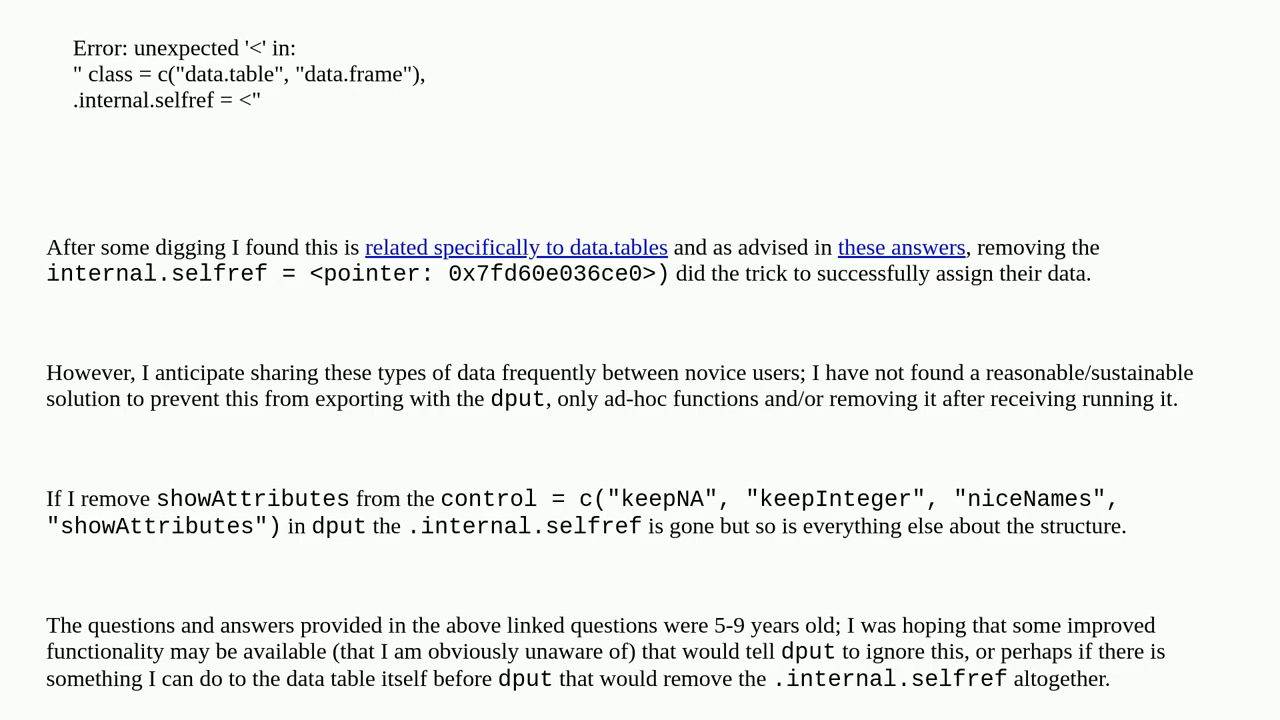 Error: unexpected '<' in:
" class = c("data.table", "data.frame"),
.internal.selfref = <"
After some digging I found this is related specifically to data.tables and as advised in these answers, removing the
internal.selfref = <pointer: 0x7fd60e036ce0>) did the trick to successfully assign their data.
However, I anticipate sharing these types of data frequently between novice users; I have not found a reasonable/sustainable
solution to prevent this from exporting with the dput, only ad-hoc functions and/or removing it after receiving running it.
If I remove showAttributes from the control = c("keepNA", "keepInteger", "niceNames",
"showAttributes") in dput the .internal.selfref is gone but so is everything else about the structure.
The questions and answers provided in the above linked questions were 5-9 years old; I was hoping that some improved
functionality may be available (that I am obviously unaware of) that would tell dput to ignore this, or perhaps if there is
something I can do to the data table itself before dput that would remove the .internal.selfref altogether.